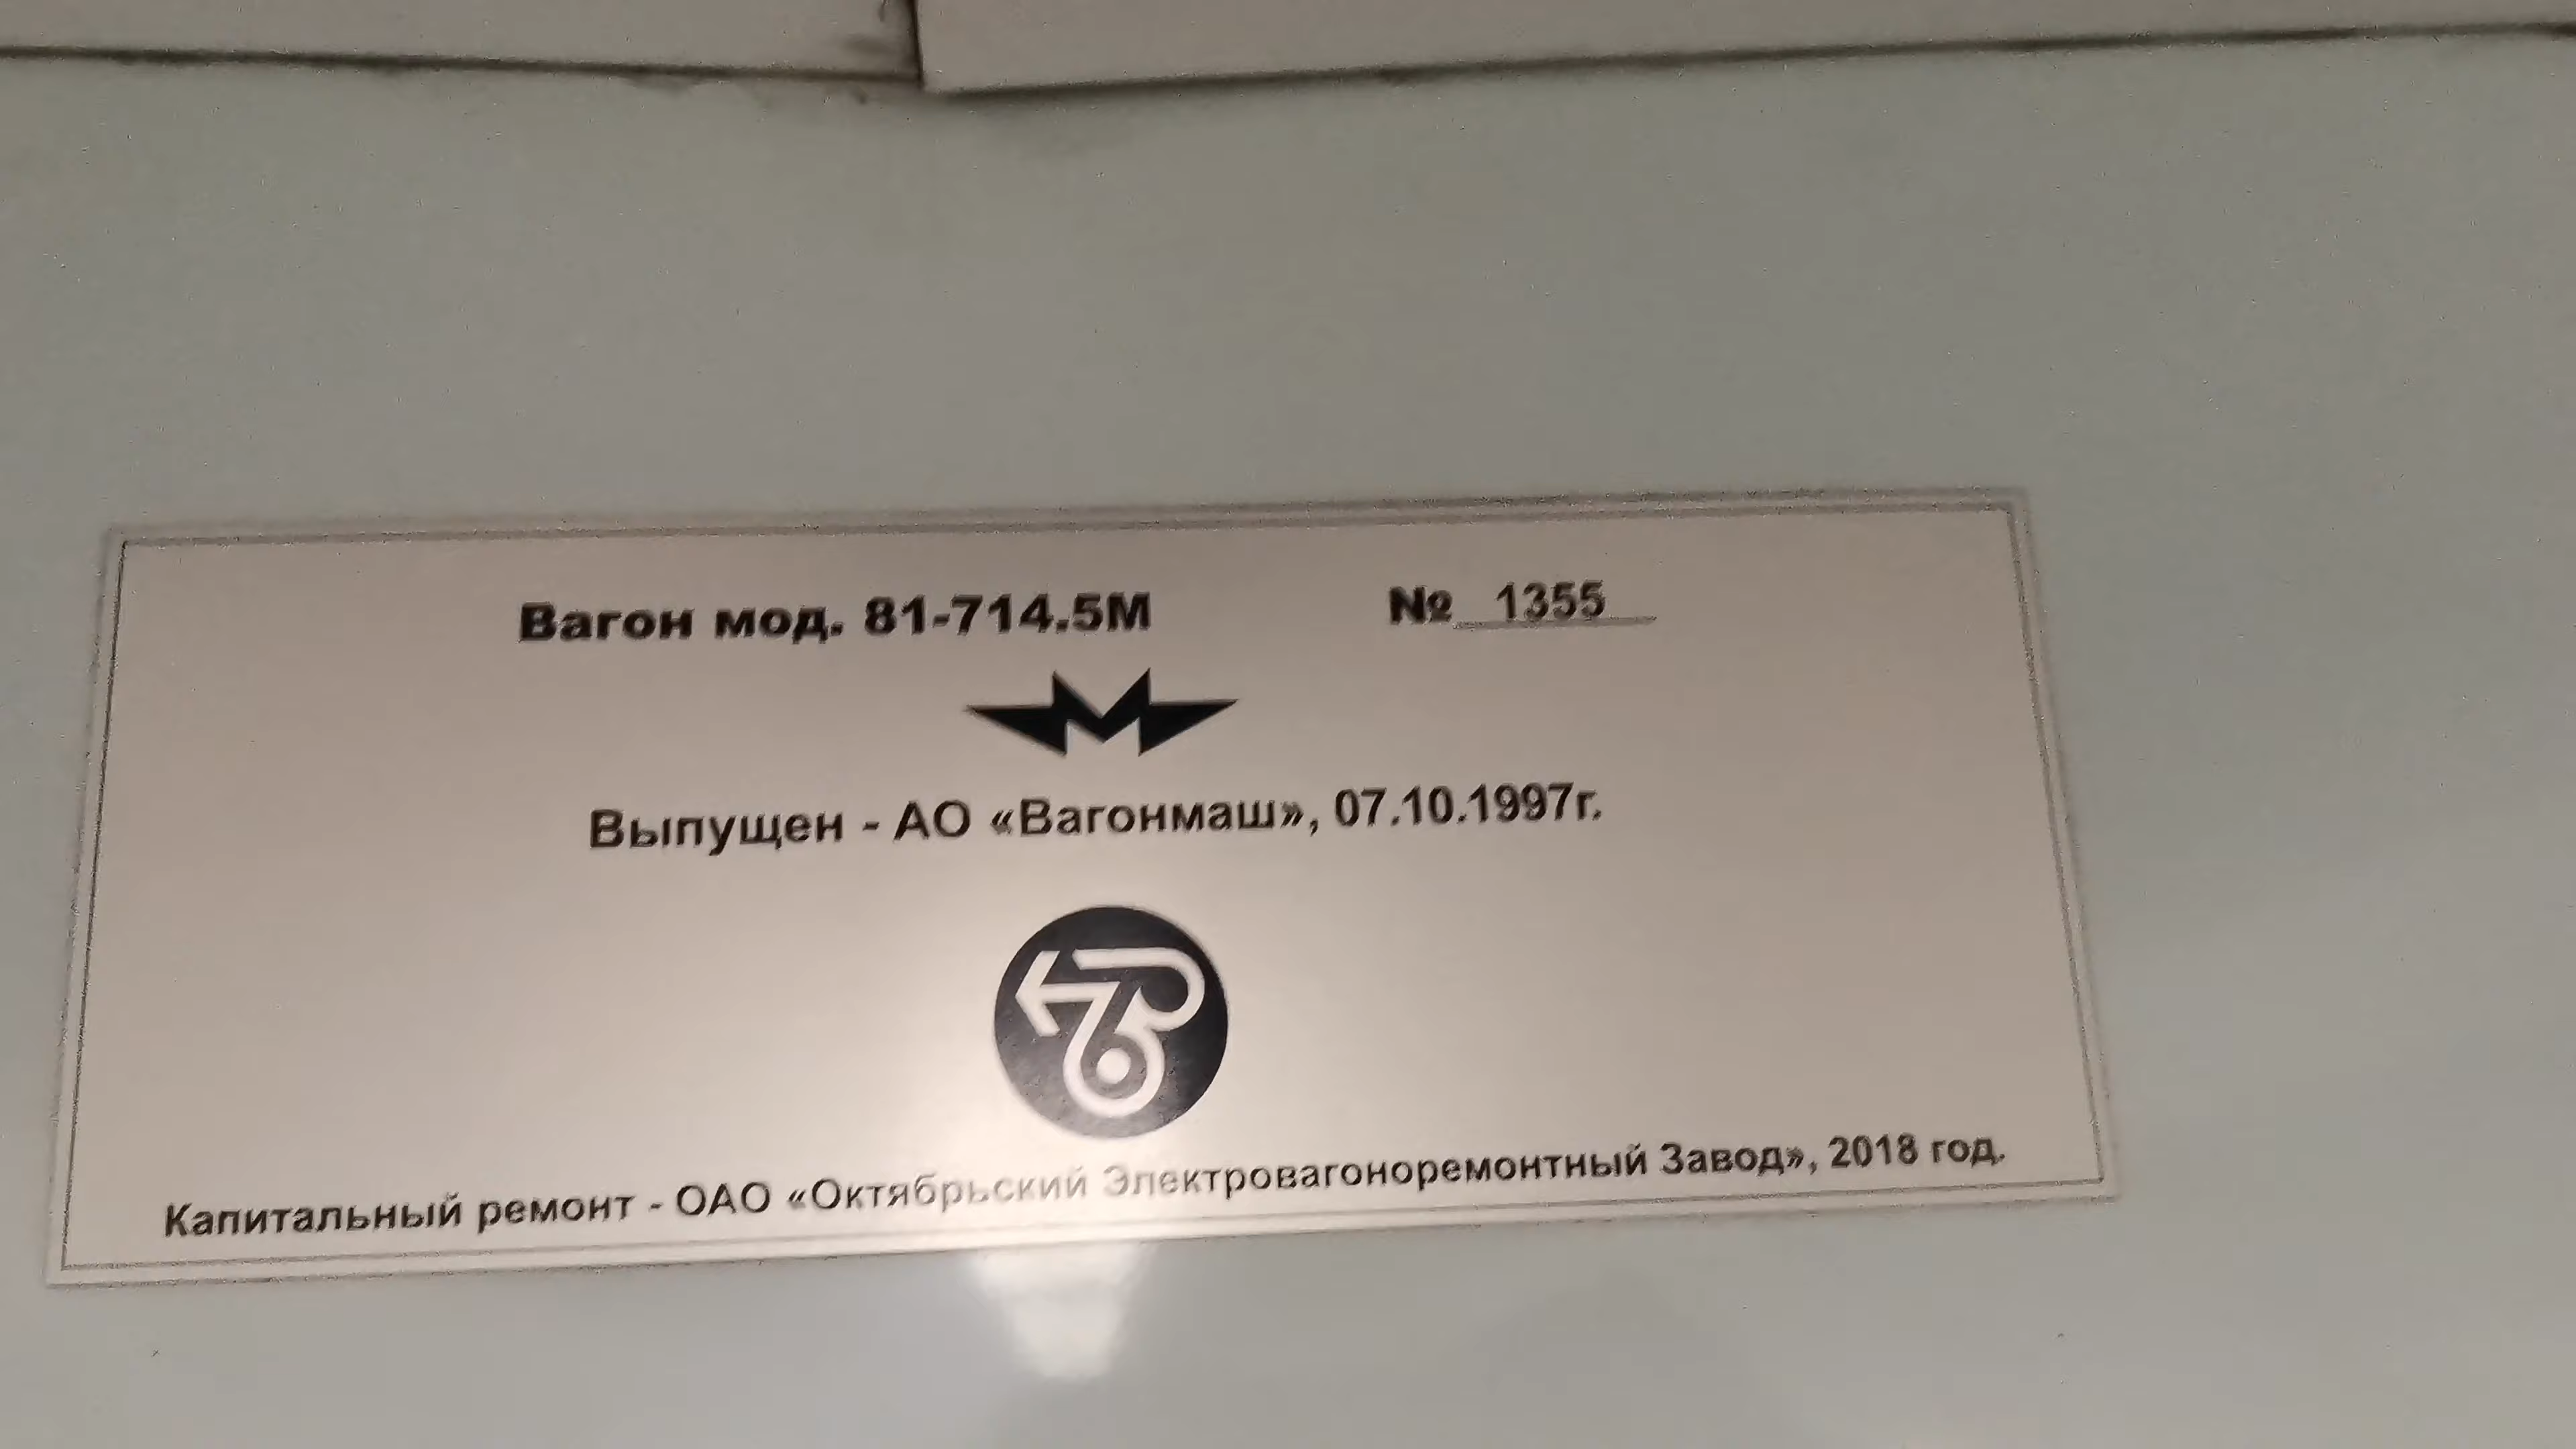 Вагон мод. 81-714.5М № 1355
Выпущен - АО «Вагонмаш», 07.10.1997г.
Капитальный ремонт - ОАО «Октябрьский Электровагоноремонтный Завод», 2018 год.